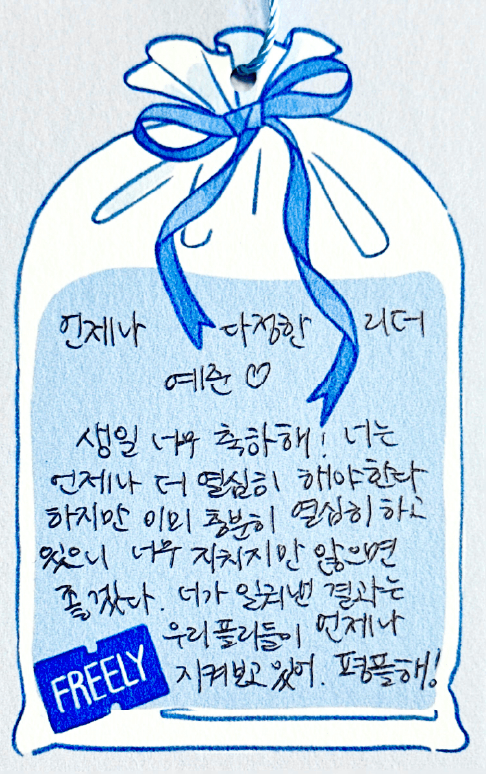 언제나 다정한 리더
예준 ♡
생일 너무 축하해! 너는
언제나 더 열심히 해야한다
하지만 이미 충분히 열심히 하고
있으니 너무 지치지만 않으면
좋겠다. 너가 일궈낸 결과는
우리 플리들이 언제나
지켜보고 있어. 평플해!
FREELY